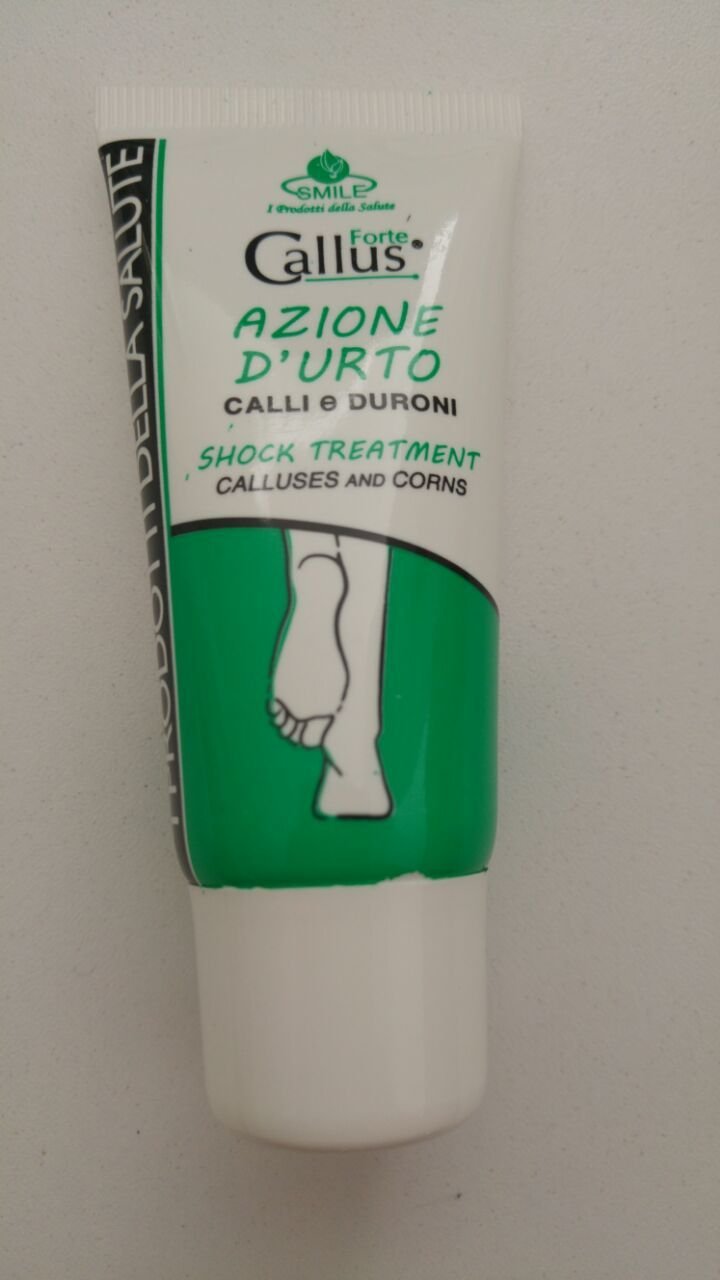 SMILE
I Prodotti della Salute
Callus Forte®
AZIONE
D'URTO
CALLI e DURONI
SHOCK TREATMENT
CALLUSES AND CORNS
I PRODOTTI DELLA SALUTE